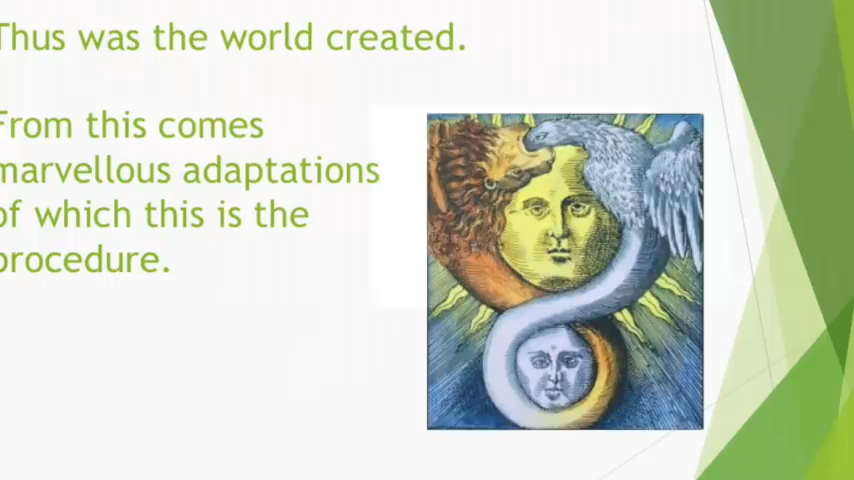 Thus was the world created.
From this comes
marvellous adaptations
of which this is the
procedure.